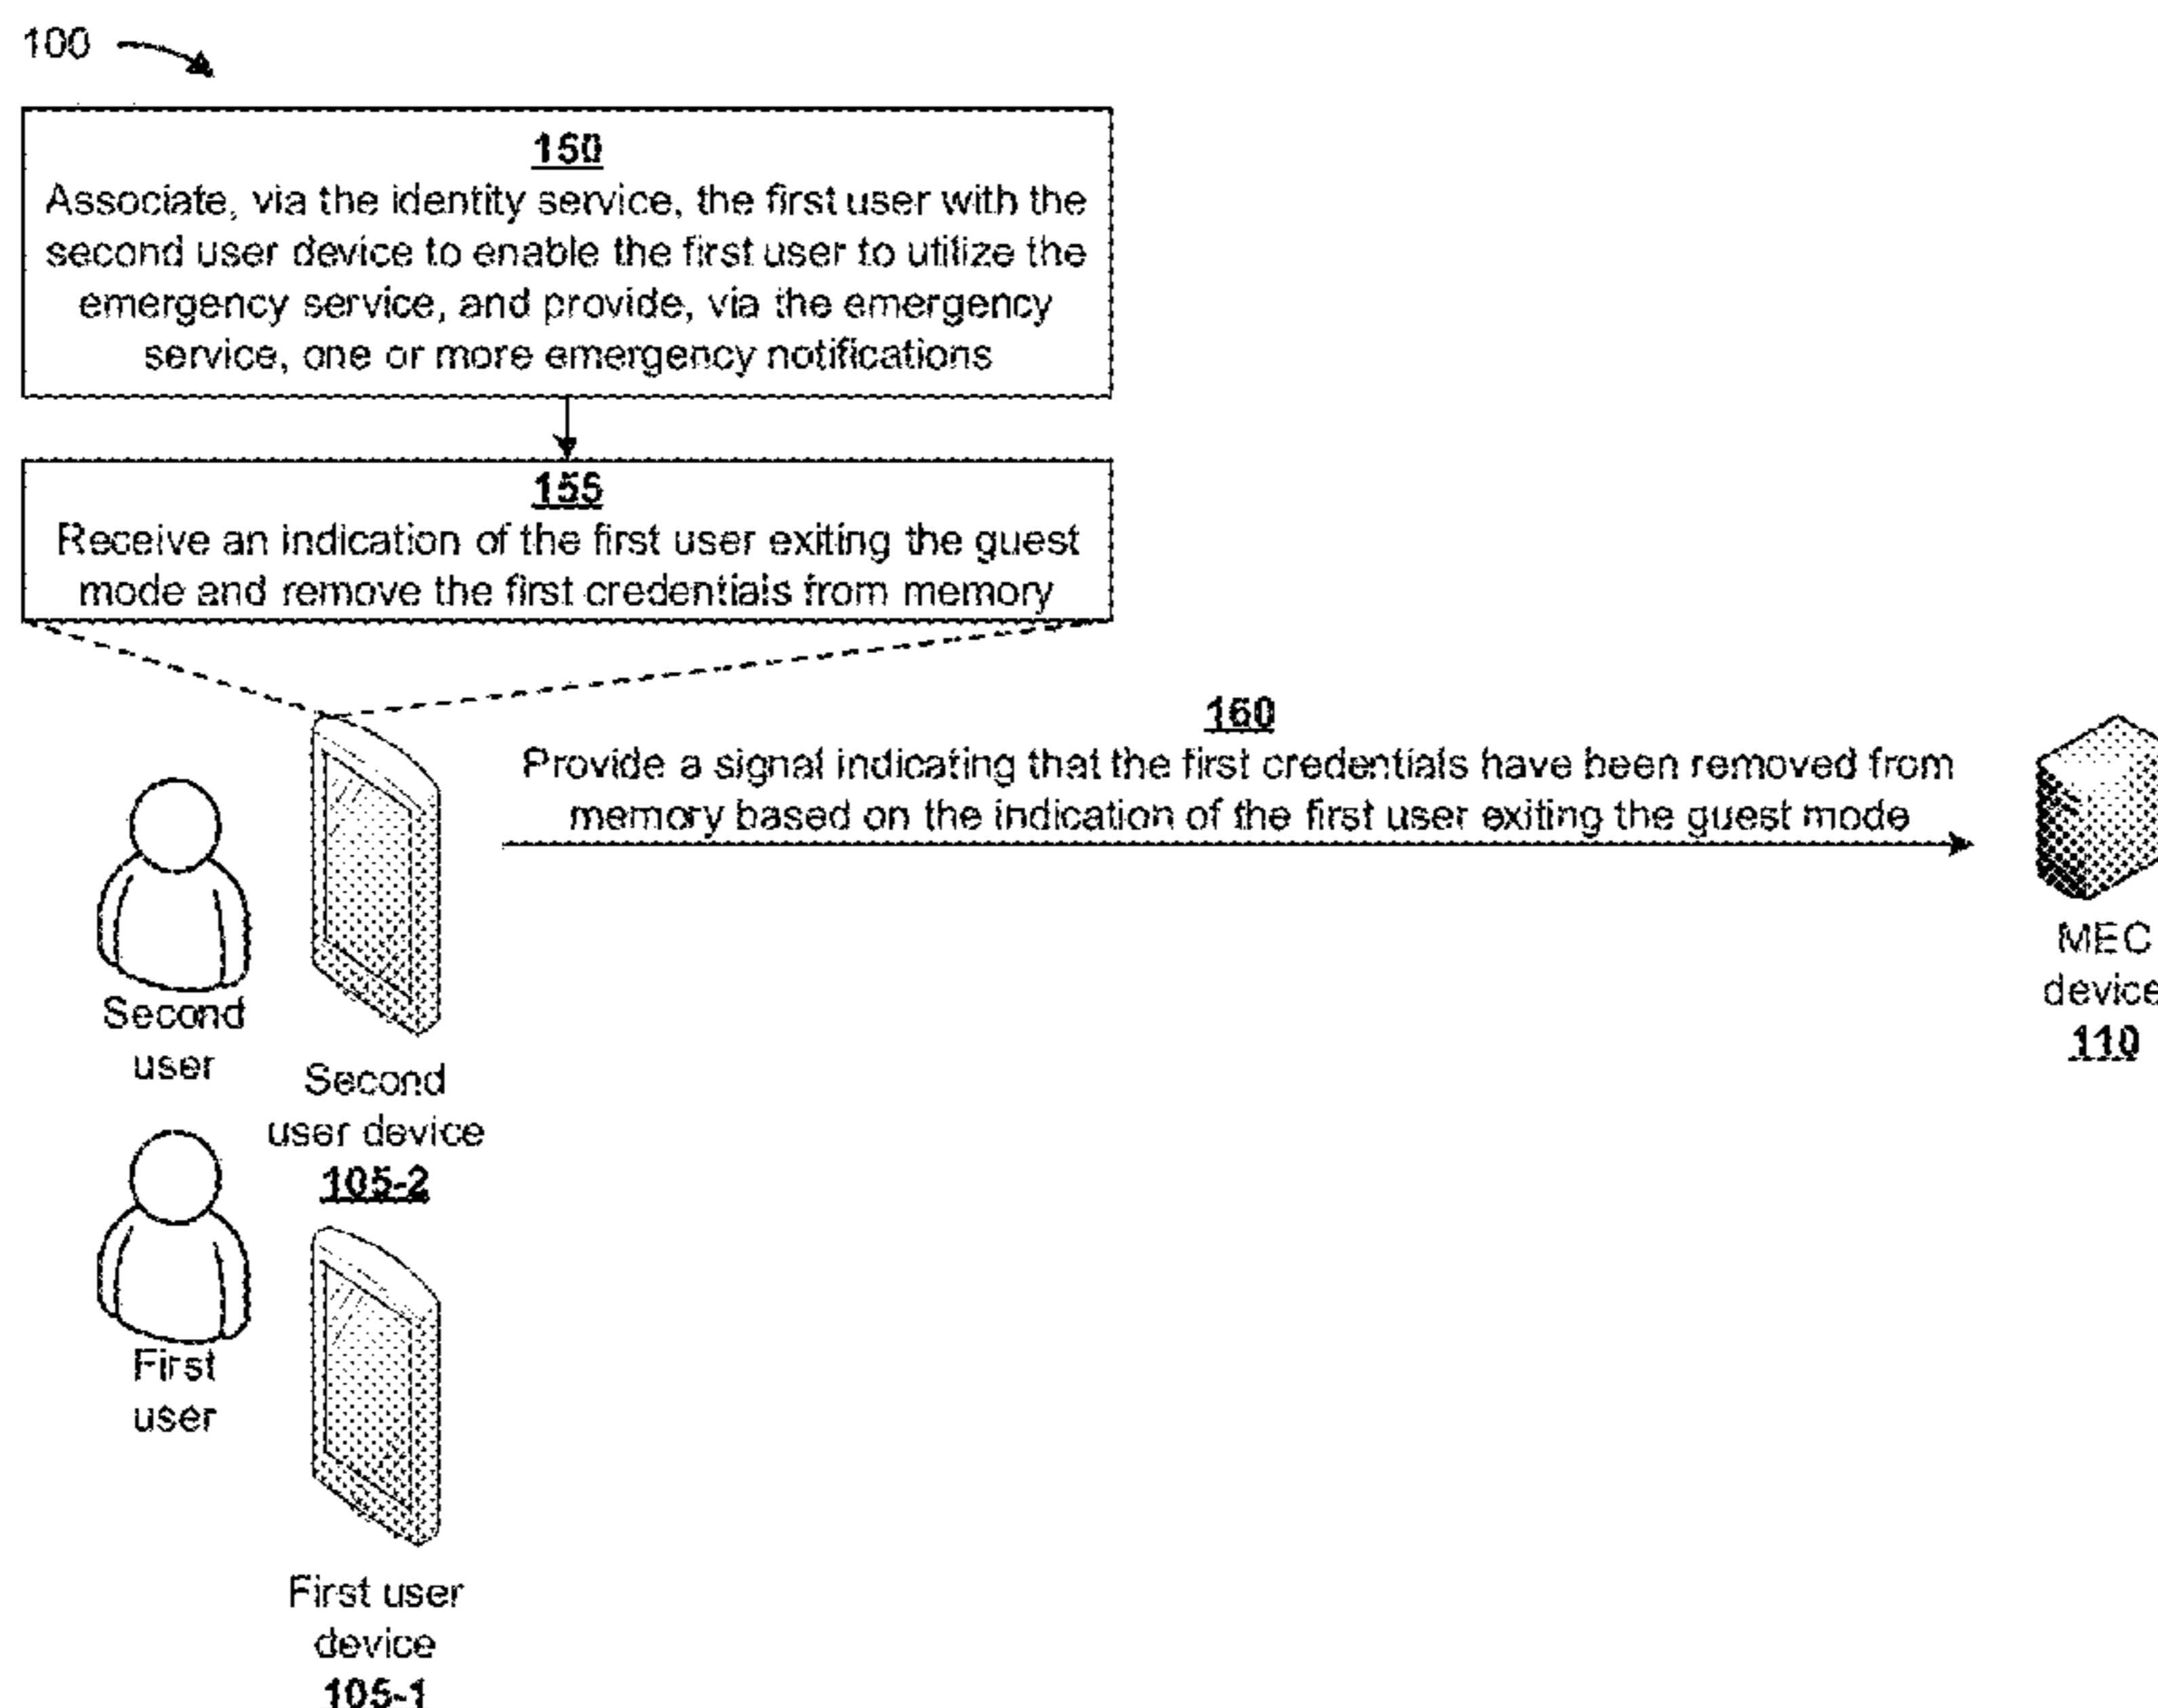 100
150
Associate, via the identity service, the first user with the
second user device to enable the first user to utilize the
emergency service, and provide, via the emergency
service, one or more emergency notifications
155
Receive an indication of the first user exiting the guest
mode and remove the first credentials from memory
160
Provide a signal indicating that the first credentials have been removed from
memory based on the indication of the first user exiting the guest mode
MEC
device
110
Second
user
Second
user device
105-2
First
user
First user
device
105-1